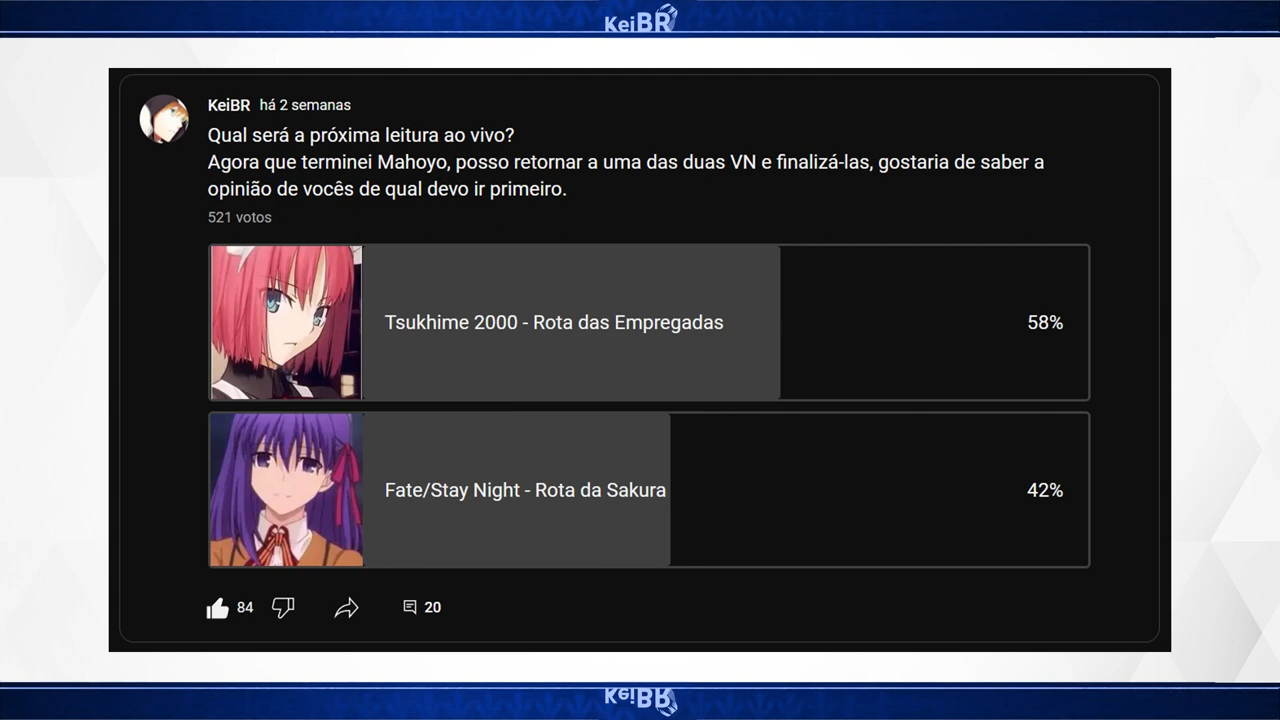 KeiBR
KeiBR há 2 semanas
Qual será a próxima leitura ao vivo?
Agora que terminei Mahoyo, posso retornar a uma das duas VN e finalizá-las, gostaria de saber a
opinião de vocês de qual devo ir primeiro.
521 votos
Tsukhime 2000 - Rota das Empregadas 58%
Fate/Stay Night - Rota da Sakura 42%
84 20
KeiBR